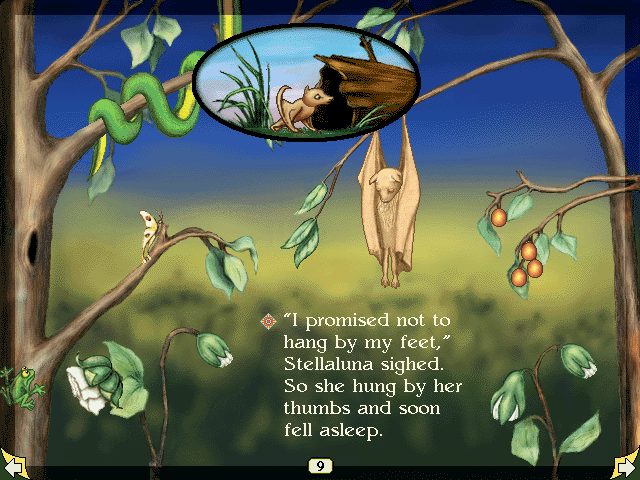 “I promised not to
hang by my feet,”
Stellaluna sighed.
So she hung by her
thumbs and soon
fell asleep.
9